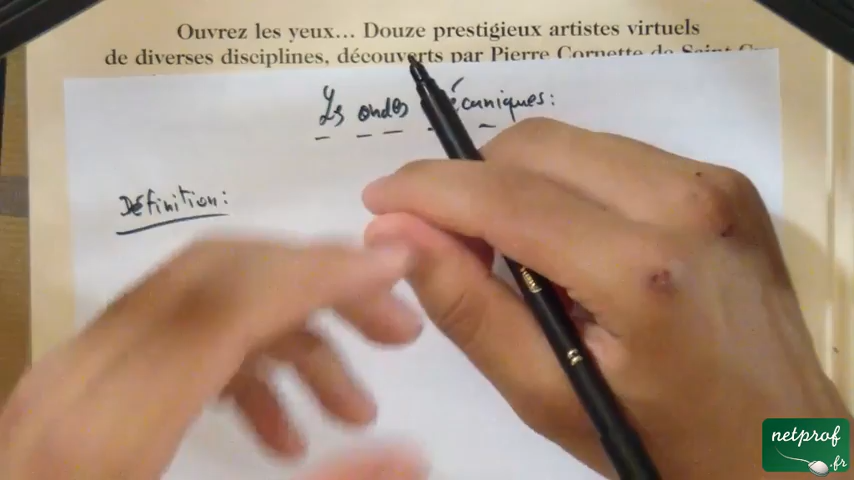 Ouvrez les yeux... Douze prestigieux artistes virtuels
de diverses disciplines, découverts par Pierre Cornette de Saint
Les ondes écaniques:
Définition:
netprof
.fr